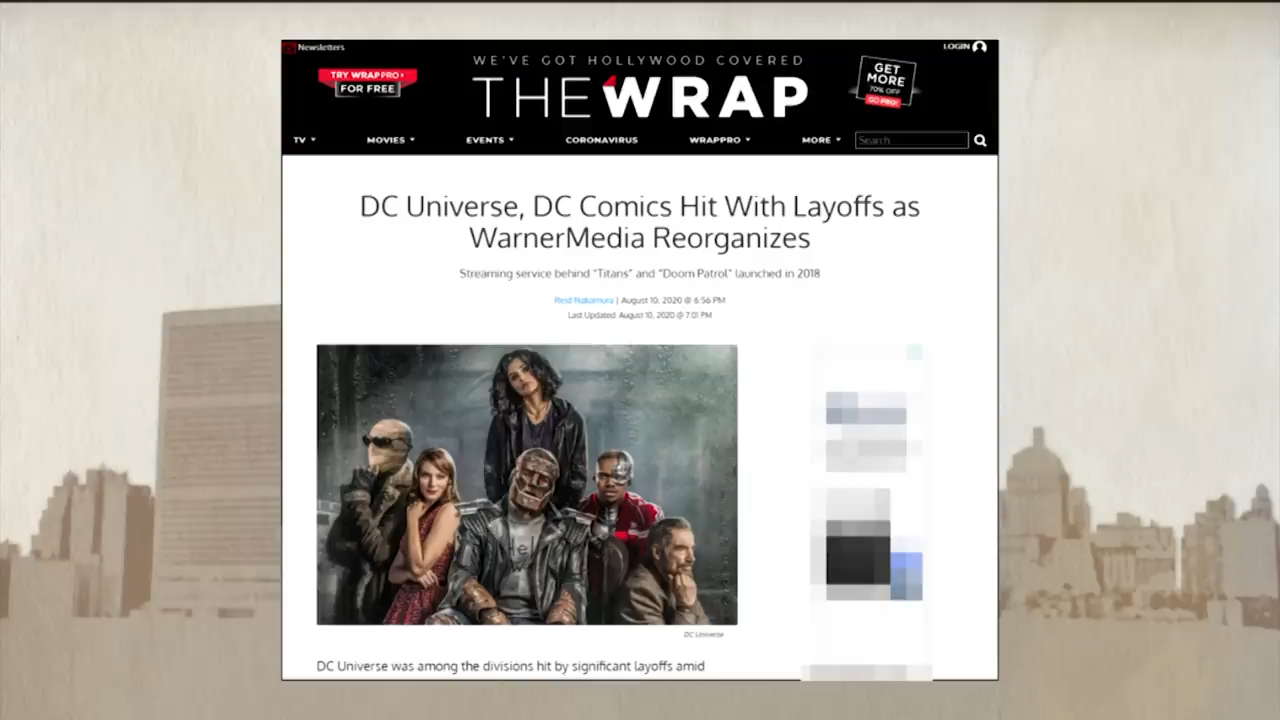 Newsletters
LOGIN
WE'VE GOT HOLLYWOOD COVERED
THE WRAP
TRY WRAPPRO
FOR FREE
GET
MORE
70% OFF
GO PRO!
TV
MOVIES
EVENTS
CORONAVIRUS
WRAPPRO
MORE
Search
DC Universe, DC Comics Hit With Layoffs as
WarnerMedia Reorganizes
Streaming service behind "Titans" and "Doom Patrol" launched in 2018
Reid Nakamura | August 10, 2020 @ 6:56 PM
Last Updated: August 10, 2020 @ 7:01 PM
DC Universe
DC Universe was among the divisions hit by significant layoffs amid